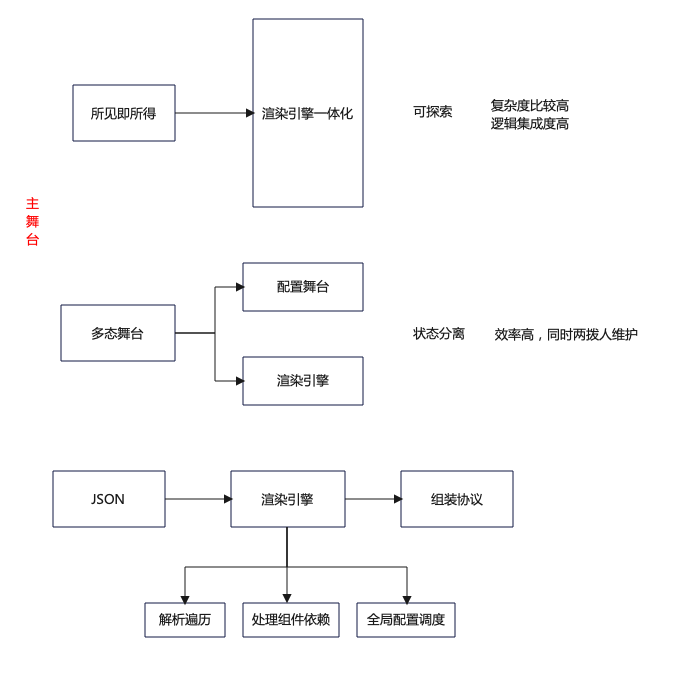 所见即所得
渲染引擎一体化
可探索
复杂度比较高
逻辑集成度高
主
舞
台
配置舞台
多态舞台
状态分离
效率高，同时两拨人维护
渲染引擎
JSON
渲染引擎
组装协议
解析遍历
处理组件依赖
全局配置调度